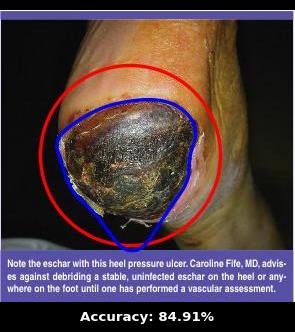 Note the eschar with this heel pressure ulcer. Caroline Fife, MD, advis-
es against debriding a stable, uninfected eschar on the heel or any-
where on the foot until one has performed a vascular assessment.
Accuracy: 84.91%